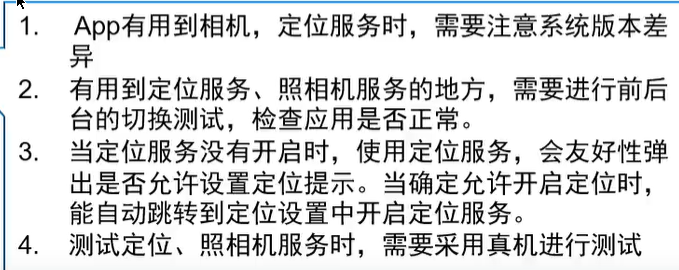 1. App有用到相机，定位服务时，需要注意系统版本差
异
2. 有用到定位服务、照相机服务的地方，需要进行前后
台的切换测试，检查应用是否正常。
3. 当定位服务没有开启时，使用定位服务，会友好性弹
出是否允许设置定位提示。当确定允许开启定位时，
能自动跳转到定位设置中开启定位服务。
4. 测试定位、照相机服务时，需要采用真机进行测试